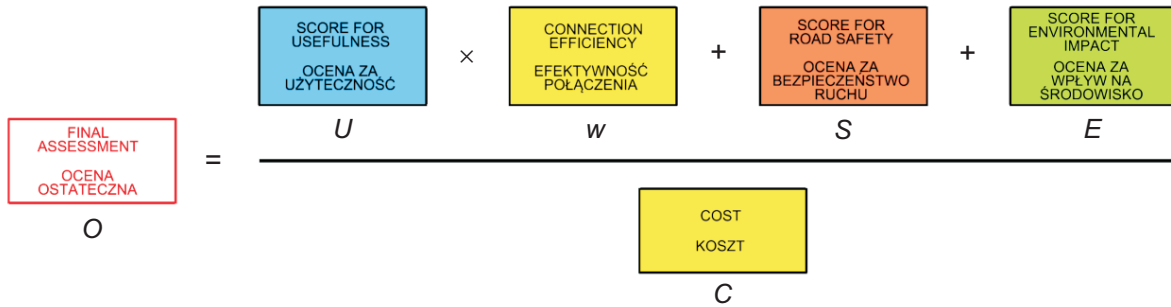 SCORE FOR
USEFULNESS
OCENA ZA
UŻYTECZNOŚĆ
U
×
CONNECTION
EFFICIENCY
EFEKTYWNOŚĆ
POŁĄCZENIA
w
+
SCORE FOR
ROAD SAFETY
OCENA ZA
BEZPIECZEŃSTWO
RUCHU
S
+
SCORE FOR
ENVIRONMENTAL
IMPACT
OCENA ZA
WPŁYW NA
ŚRODOWISKO
E
FINAL
ASSESSMENT
OCENA
OSTATECZNA
O
=
COST
KOSZT
C